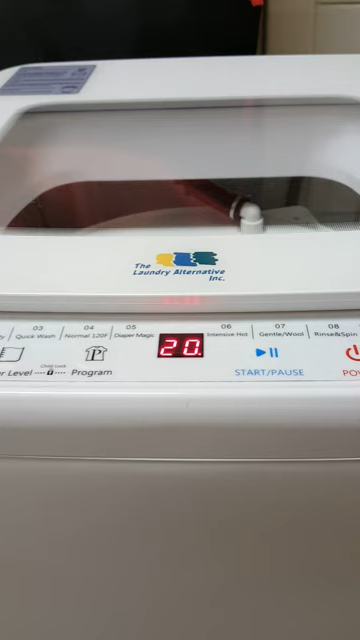 The
Laundry Alternative
Inc.
03 04 05 06 07 08
Quick Wash Normal 120F Diaper Magic Intensive Hot Gentle/Wool Rinse&Spin
20.
Child Lock
Program START/PAUSE
Level